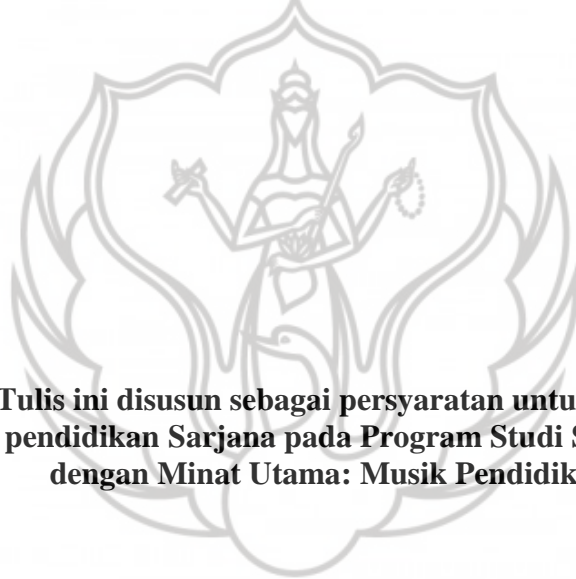 Tulis ini disusun sebagai persyaratan untu
pendidikan Sarjana pada Program Studi S
dengan Minat Utama: Musik Pendidik